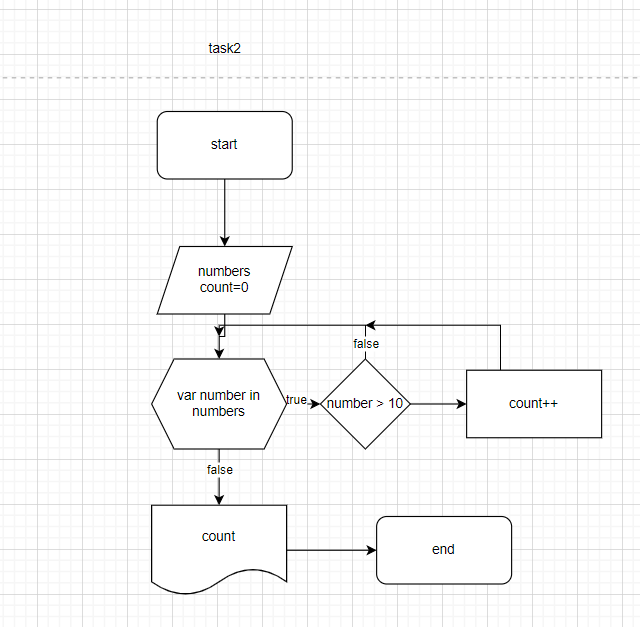 task2
start
numbers
count=0
false
var number in
numbers
true
number > 10
count++
false
count
end